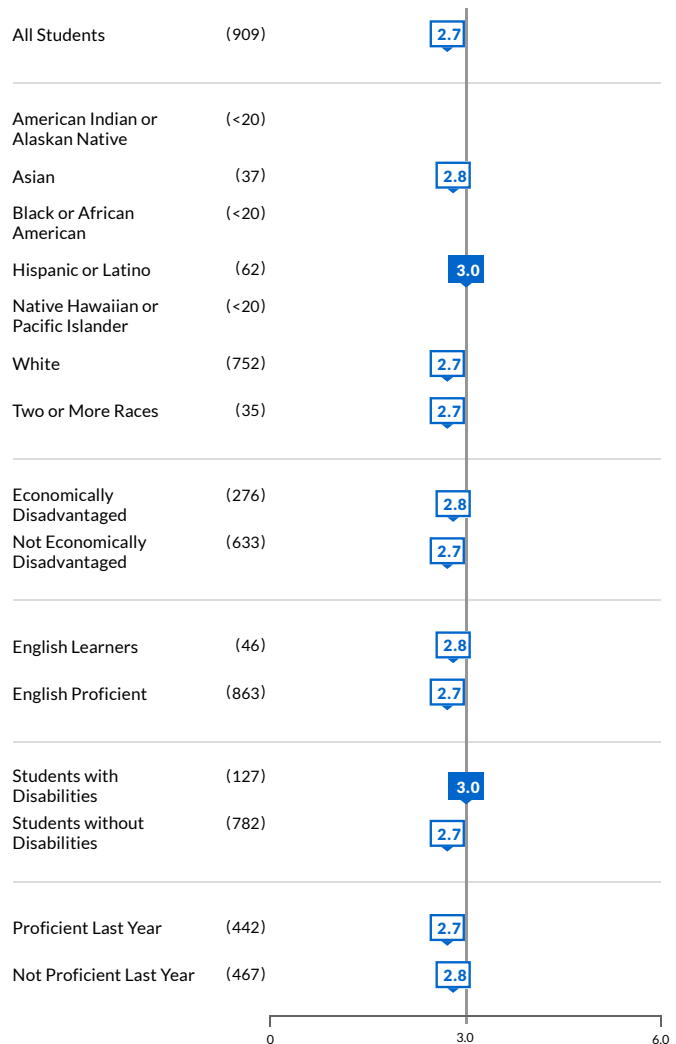 All Students (909) 2.7
American Indian or (<20)
Alaskan Native
Asian (37) 2.8
Black or African (<20)
American
Hispanic or Latino (62) 3.0
Native Hawaiian or (<20)
Pacific Islander
White (752) 2.7
Two or More Races (35) 2.7
Economically (276) 2.8
Disadvantaged
Not Economically (633) 2.7
Disadvantaged
English Learners (46) 2.8
English Proficient (863) 2.7
Students with (127) 3.0
Disabilities
Students without (782) 2.7
Disabilities
Proficient Last Year (442) 2.7
Not Proficient Last Year (467) 2.8
0 3.0 6.0